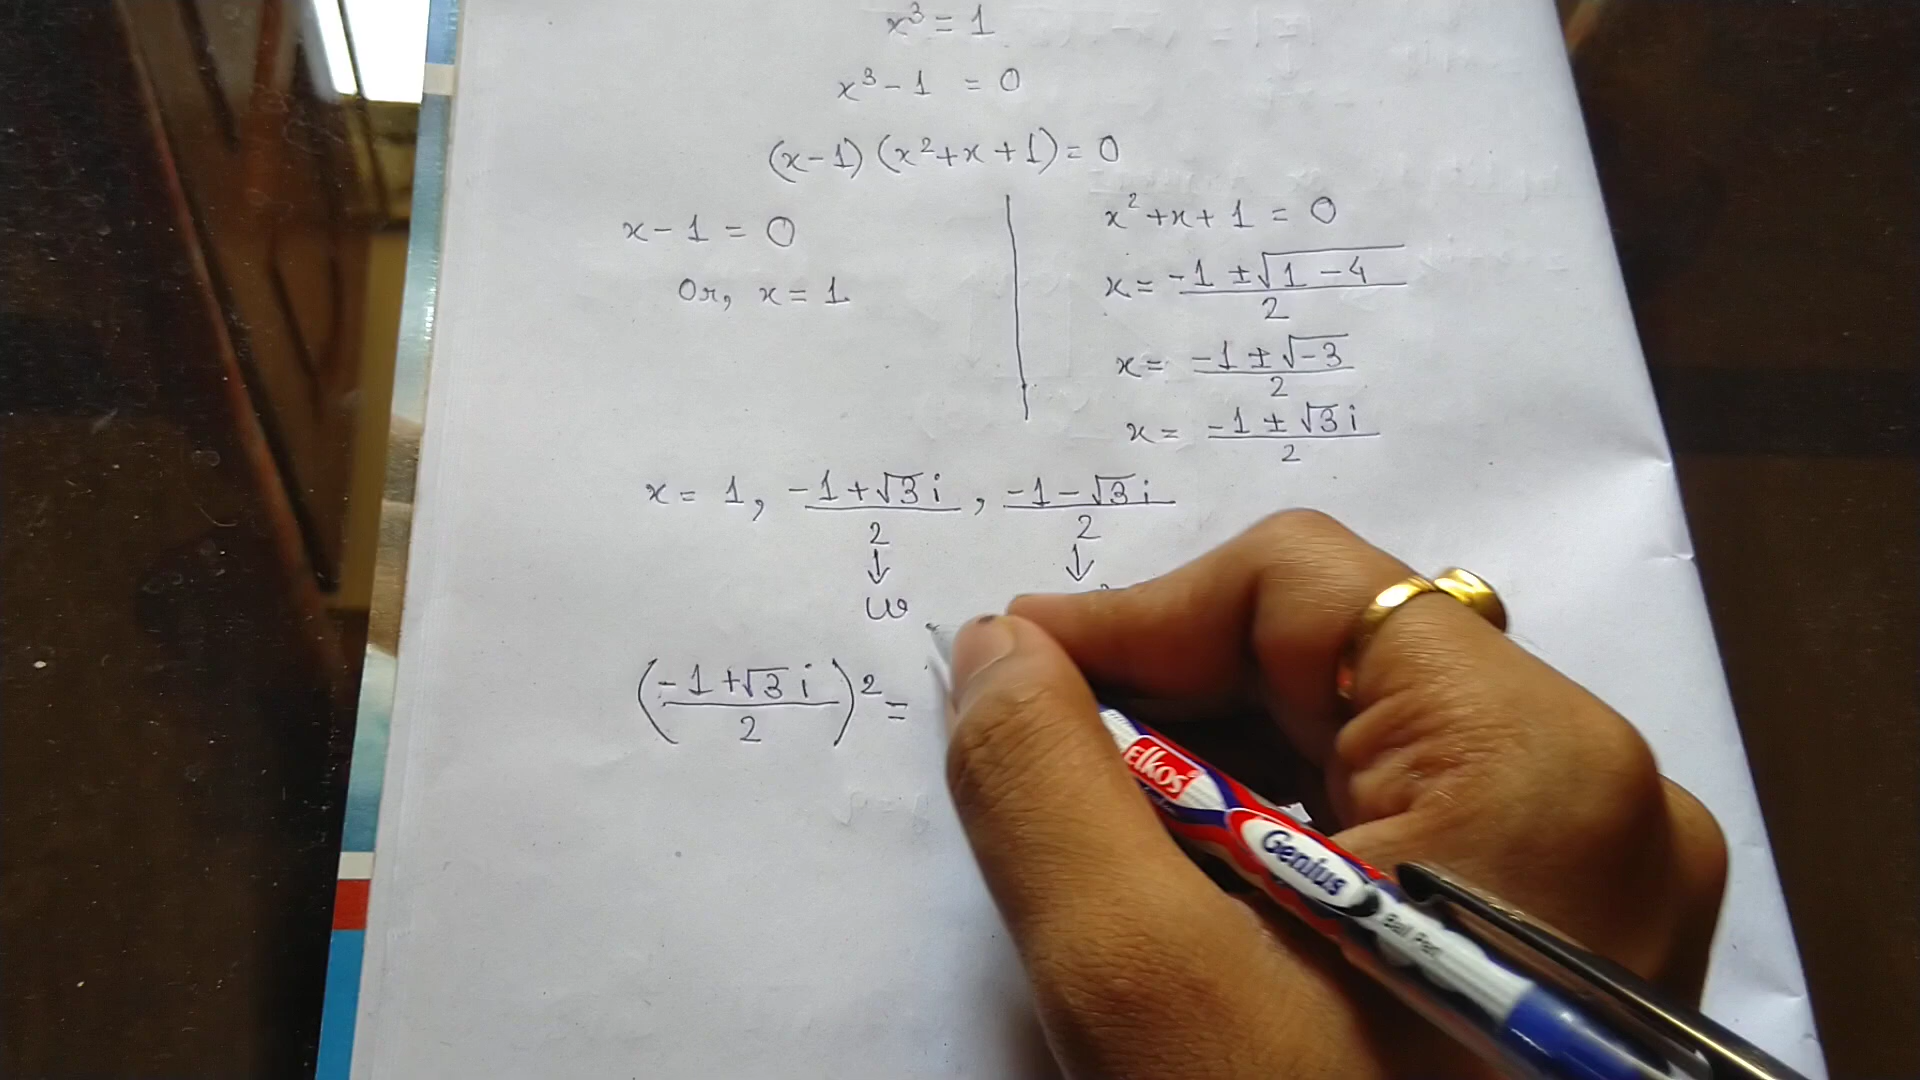 x³ = 1
x³ - 1 = 0
(x-1) (x²+x+1) = 0
x - 1 = 0
Or, x = 1
x²+x+1 = 0
x = (-1 ± √(1-4))/2
x = (-1 ± √-3)/2
x = (-1 ± √3 i)/2
x = 1, (-1+√3 i)/2, (-1-√3 i)/2
↓ ↓
ω
((-1+√3 i)/2)² =
Elkos
Genius
Ball Pen